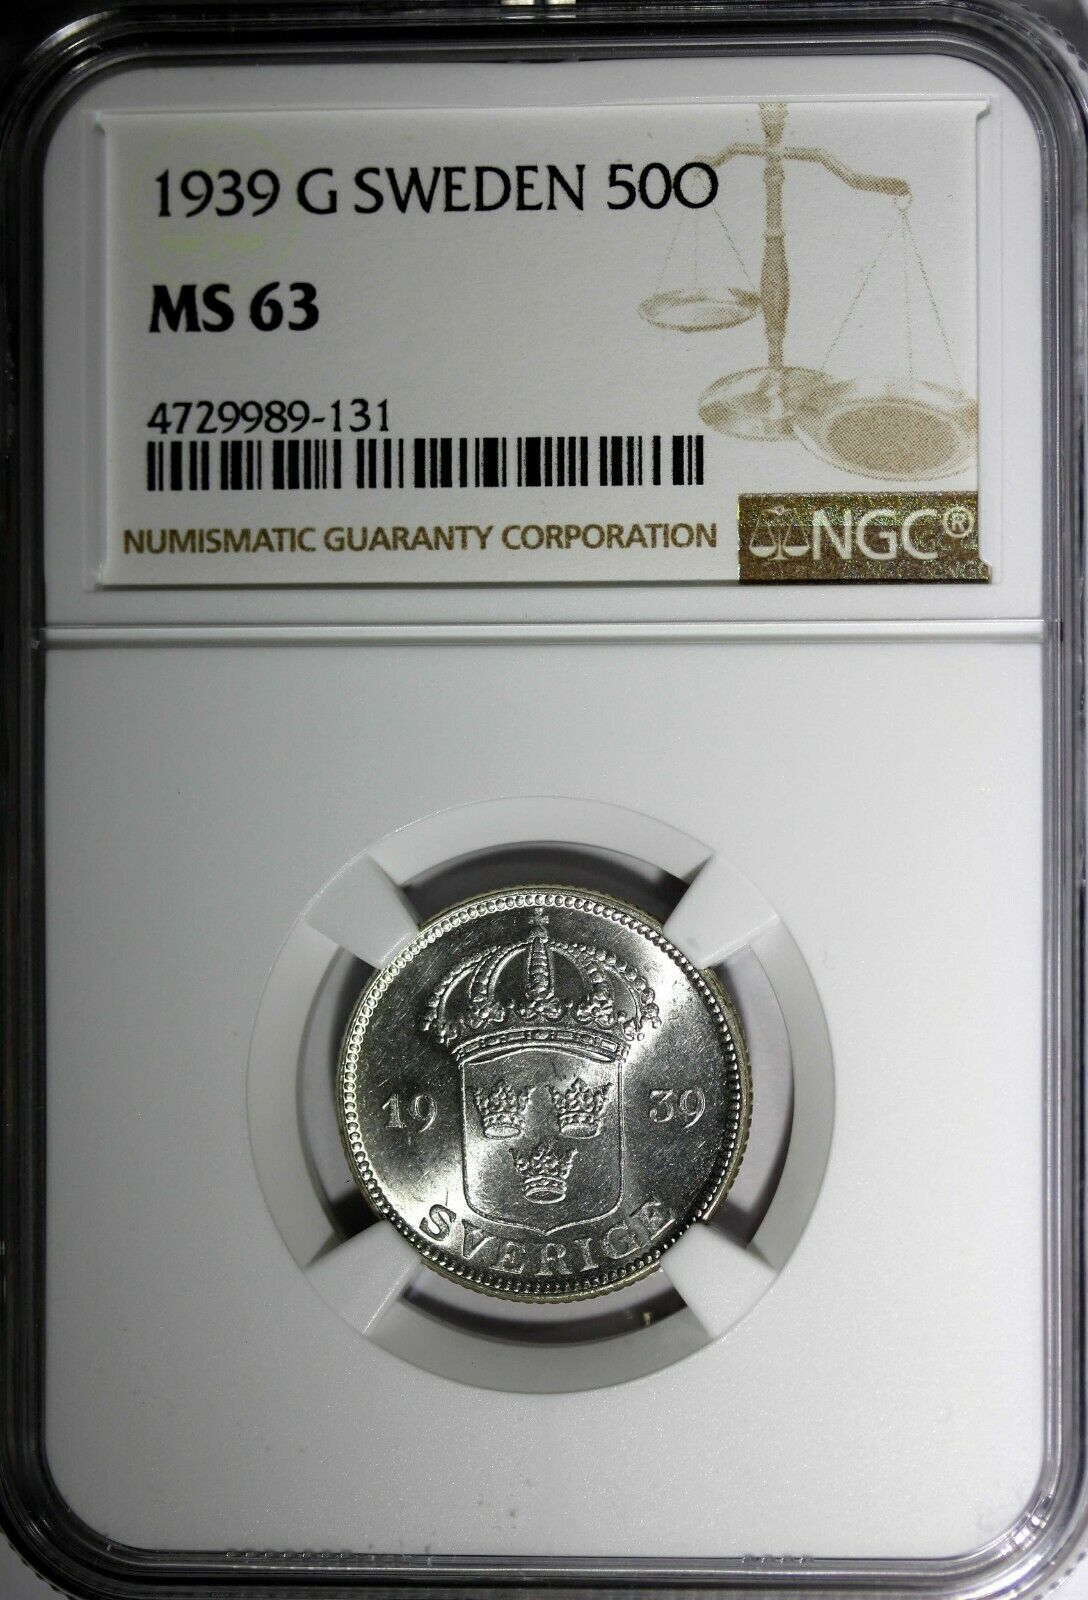 1939 G SWEDEN 50O
MS 63
4729989-131
NUMISMATIC GUARANTY CORPORATION
NGC®
19 39
SVERIGE